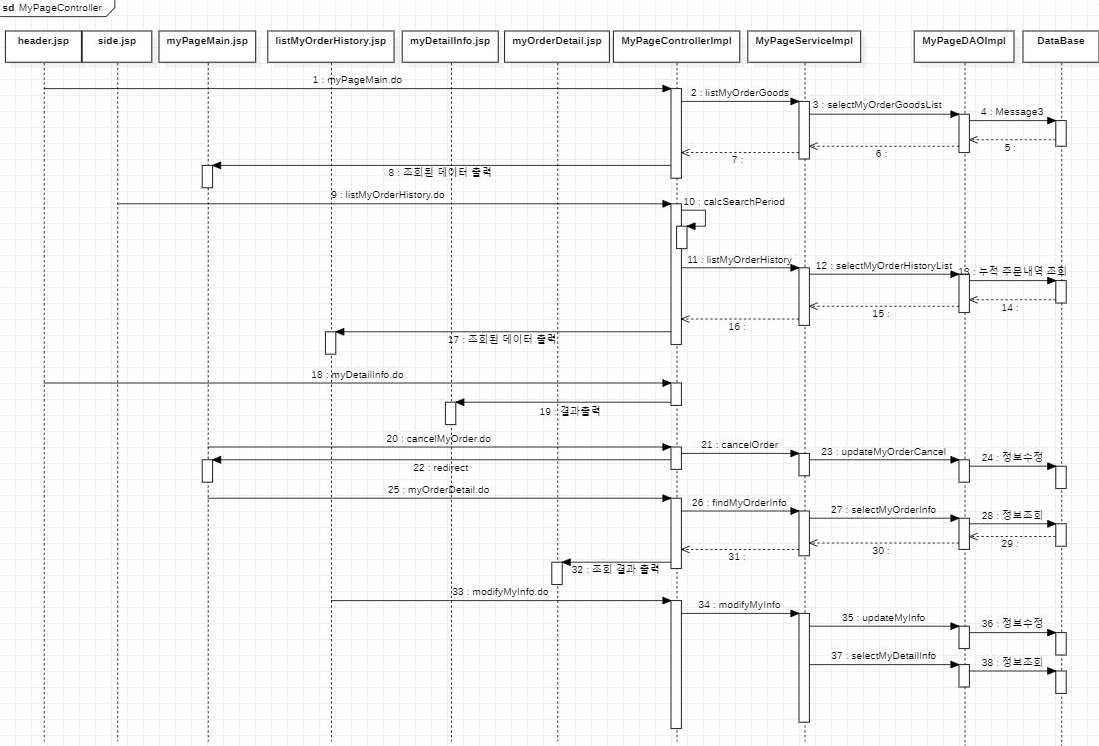 sd MyPageController
header.jsp
side.jsp
myPageMain.jsp
listMyOrderHistory.jsp
myDetailInfo.jsp
myOrderDetail.jsp
MyPageControllerImpl
MyPageServiceImpl
MyPageDAOImpl
DataBase
1 : myPageMain.do
2 : listMyOrderGoods
3 : selectMyOrderGoodsList
4 : Message3
5 :
6 :
7 :
8 : 조회된 데이터 출력
9 : listMyOrderHistory.do
10 : calcSearchPeriod
11 : listMyOrderHistory
12 : selectMyOrderHistoryList
13 : 누적 주문내역 조회
14 :
15 :
16 :
17 : 조회된 데이터 출력
18 : myDetailInfo.do
19 : 결과출력
20 : cancelMyOrder.do
21 : cancelOrder
22 : redirect
23 : updateMyOrderCancel
24 : 정보수정
25 : myOrderDetail.do
26 : findMyOrderInfo
27 : selectMyOrderInfo
28 : 정보조회
29 :
30 :
31 :
32 : 조회 결과 출력
33 : modifyMyInfo.do
34 : modifyMyInfo
35 : updateMyInfo
36 : 정보수정
37 : selectMyDetailInfo
38 : 정보조회